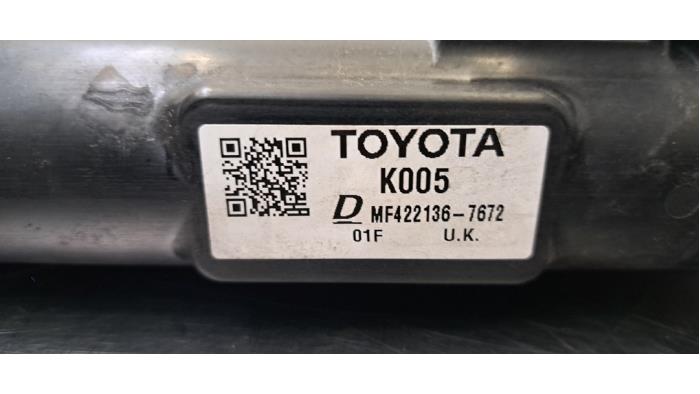 TOYOTA
K005
D MF422136-7672
01F U.K.